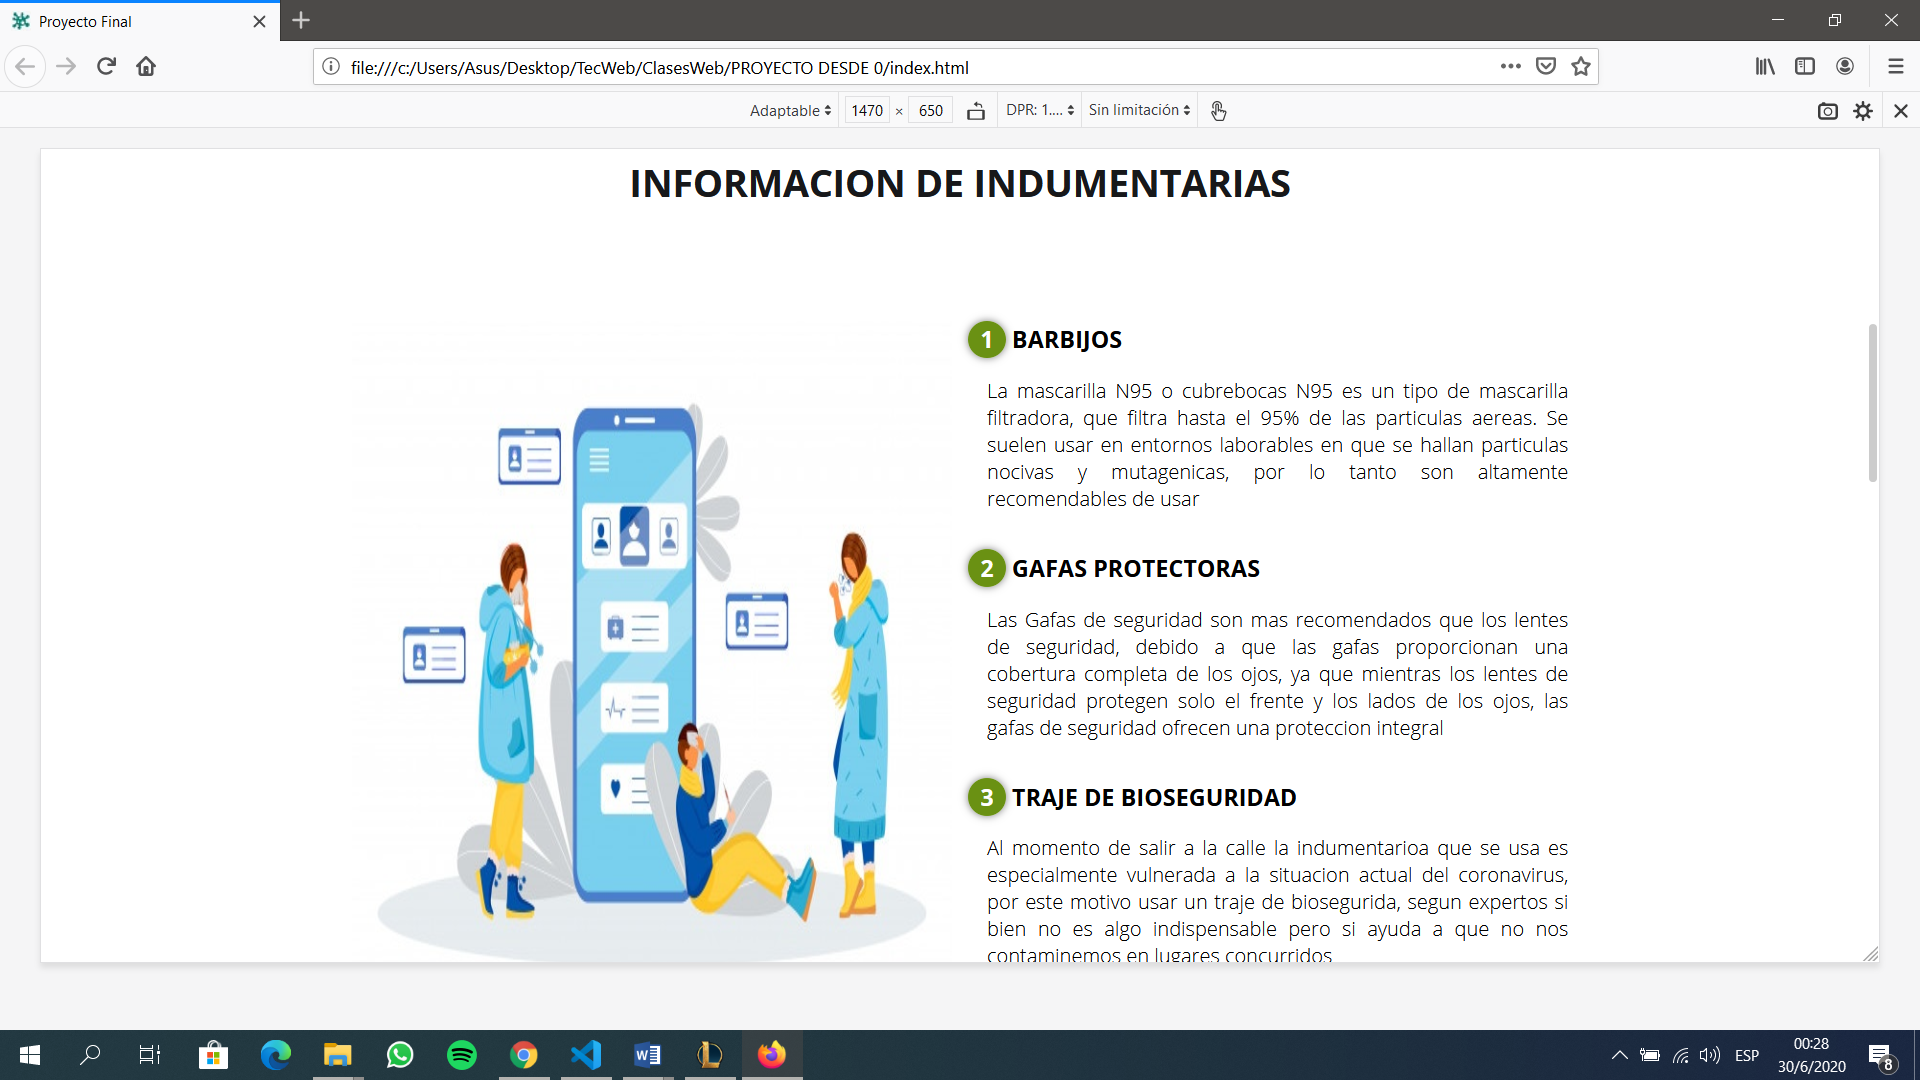 Proyecto Final
file:///c:/Users/Asus/Desktop/TecWeb/ClasesWeb/PROYECTO DESDE 0/index.html
Adaptable 1470 × 650 DPR: 1.... Sin limitación
INFORMACION DE INDUMENTARIAS
1 BARBIJOS
La mascarilla N95 o cubrebocas N95 es un tipo de mascarilla
filtradora, que filtra hasta el 95% de las particulas aereas. Se
suelen usar en entornos laborables en que se hallan particulas
nocivas y mutagenicas, por lo tanto son altamente
recomendables de usar
2 GAFAS PROTECTORAS
Las Gafas de seguridad son mas recomendados que los lentes
de seguridad, debido a que las gafas proporcionan una
cobertura completa de los ojos, ya que mientras los lentes de
seguridad protegen solo el frente y los lados de los ojos, las
gafas de seguridad ofrecen una proteccion integral
3 TRAJE DE BIOSEGURIDAD
Al momento de salir a la calle la indumentarioa que se usa es
especialmente vulnerada a la situacion actual del coronavirus,
por este motivo usar un traje de biosegurida, segun expertos si
bien no es algo indispensable pero si ayuda a que no nos
contaminemos en lugares concurridos
ESP
00:28
30/6/2020
8